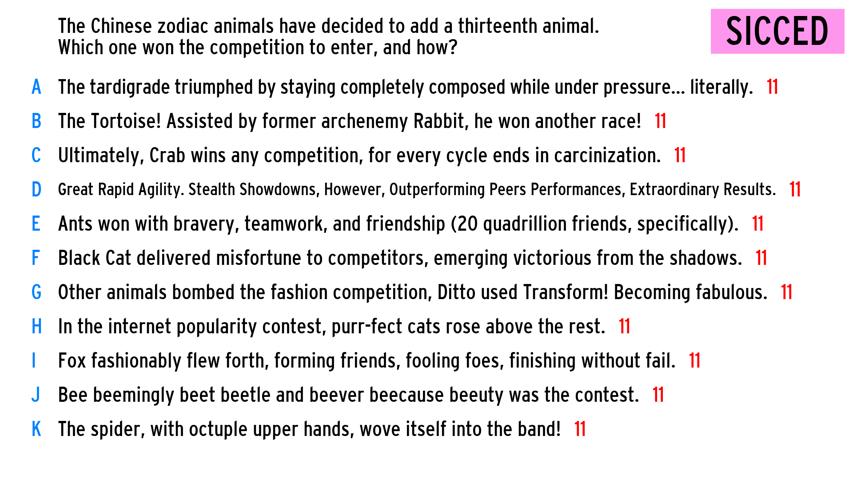 The Chinese zodiac animals have decided to add a thirteenth animal.
Which one won the competition to enter, and how?
SICCED
A The tardigrade triumphed by staying completely composed while under pressure... literally. 11
B The Tortoise! Assisted by former archenemy Rabbit, he won another race! 11
C Ultimately, Crab wins any competition, for every cycle ends in carcinization. 11
D Great Rapid Agility. Stealth Showdowns, However, Outperforming Peers Performances, Extraordinary Results. 11
E Ants won with bravery, teamwork, and friendship (20 quadrillion friends, specifically). 11
F Black Cat delivered misfortune to competitors, emerging victorious from the shadows. 11
G Other animals bombed the fashion competition, Ditto used Transform! Becoming fabulous. 11
H In the internet popularity contest, purr-fect cats rose above the rest. 11
I Fox fashionably flew forth, forming friends, fooling foes, finishing without fail. 11
J Bee beemingly beet beetle and beever beecause beeuty was the contest. 11
K The spider, with octuple upper hands, wove itself into the band! 11